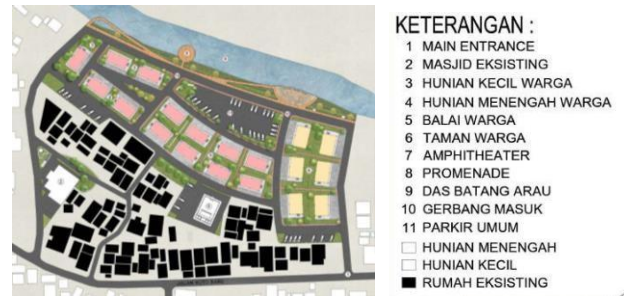 KETERANGAN :
1 MAIN ENTRANCE
2 MASJID EKSISTING
3 HUNIAN KECIL WARGA
4 HUNIAN MENENGAH WARGA
5 BALAI WARGA
6 TAMAN WARGA
7 AMPHITHEATER
8 PROMENADE
9 DAS BATANG ARAU
10 GERBANG MASUK
11 PARKIR UMUM
HUNIAN MENENGAH
HUNIAN KECIL
RUMAH EKSISTING